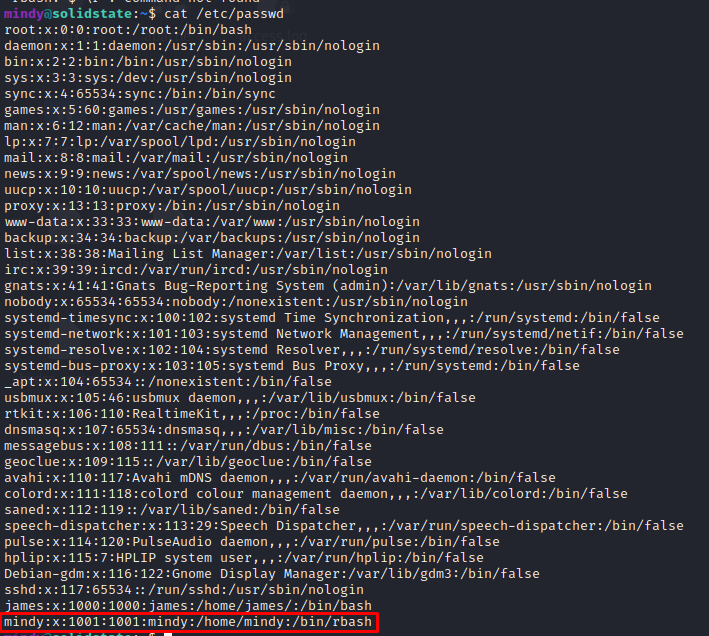 mindy@solidstate:~$ cat /etc/passwd
root:x:0:0:root:/root:/bin/bash
daemon:x:1:1:daemon:/usr/sbin:/usr/sbin/nologin
bin:x:2:2:bin:/bin:/usr/sbin/nologin
sys:x:3:3:sys:/dev:/usr/sbin/nologin
sync:x:4:65534:sync:/bin:/bin/sync
games:x:5:60:games:/usr/games:/usr/sbin/nologin
man:x:6:12:man:/var/cache/man:/usr/sbin/nologin
lp:x:7:7:lp:/var/spool/lpd:/usr/sbin/nologin
mail:x:8:8:mail:/var/mail:/usr/sbin/nologin
news:x:9:9:news:/var/spool/news:/usr/sbin/nologin
uucp:x:10:10:uucp:/var/spool/uucp:/usr/sbin/nologin
proxy:x:13:13:proxy:/bin:/usr/sbin/nologin
www-data:x:33:33:www-data:/var/www:/usr/sbin/nologin
backup:x:34:34:backup:/var/backups:/usr/sbin/nologin
list:x:38:38:Mailing List Manager:/var/list:/usr/sbin/nologin
irc:x:39:39:ircd:/var/run/ircd:/usr/sbin/nologin
gnats:x:41:41:Gnats Bug-Reporting System (admin):/var/lib/gnats:/usr/sbin/nologin
nobody:x:65534:65534:nobody:/nonexistent:/usr/sbin/nologin
systemd-timesync:x:100:102:systemd Time Synchronization,,,:/run/systemd:/bin/false
systemd-network:x:101:103:systemd Network Management,,,:/run/systemd/netif:/bin/false
systemd-resolve:x:102:104:systemd Resolver,,,:/run/systemd/resolve:/bin/false
systemd-bus-proxy:x:103:105:systemd Bus Proxy,,,:/run/systemd:/bin/false
_apt:x:104:65534::/nonexistent:/bin/false
usbmux:x:105:46:usbmux daemon,,,:/var/lib/usbmux:/bin/false
rtkit:x:106:110:RealtimeKit,,,:/proc:/bin/false
dnsmasq:x:107:65534:dnsmasq,,,:/var/lib/misc:/bin/false
messagebus:x:108:111::/var/run/dbus:/bin/false
geoclue:x:109:115::/var/lib/geoclue:/bin/false
avahi:x:110:117:Avahi mDNS daemon,,,:/var/run/avahi-daemon:/bin/false
colord:x:111:118:colord colour management daemon,,,:/var/lib/colord:/bin/false
saned:x:112:119::/var/lib/saned:/bin/false
speech-dispatcher:x:113:29:Speech Dispatcher,,,:/var/run/speech-dispatcher:/bin/false
pulse:x:114:120:PulseAudio daemon,,,:/var/run/pulse:/bin/false
hplip:x:115:7:HPLIP system user,,,:/var/run/hplip:/bin/false
Debian-gdm:x:116:122:Gnome Display Manager:/var/lib/gdm3:/bin/false
sshd:x:117:65534::/run/sshd:/usr/sbin/nologin
james:x:1000:1000:james:/home/james/:/bin/bash
mindy:x:1001:1001:mindy:/home/mindy:/bin/rbash